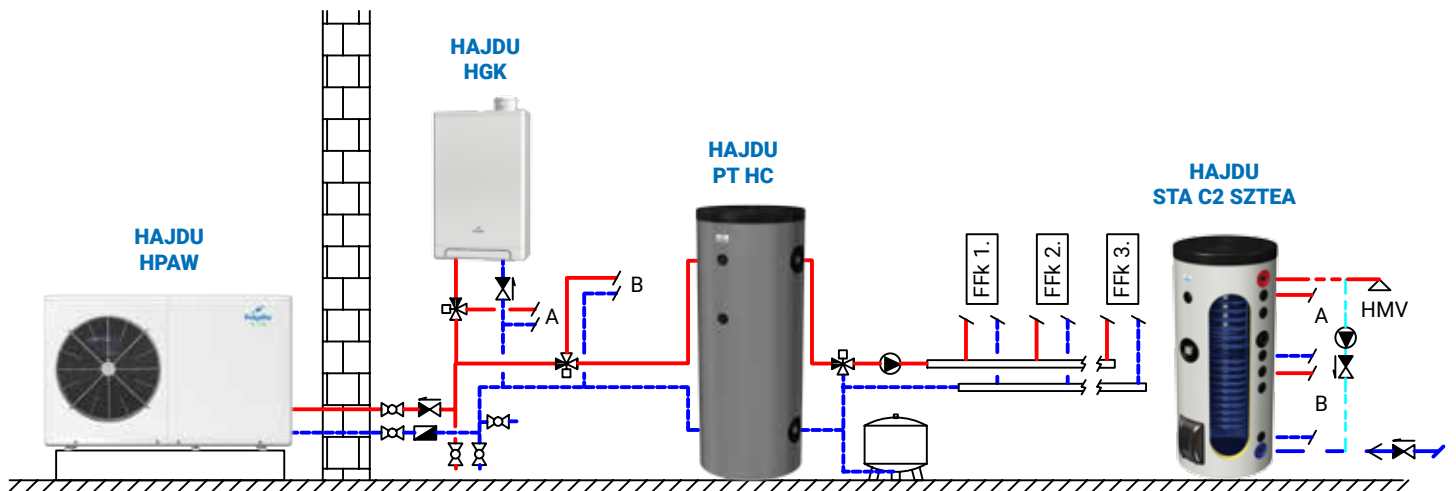 HAJDU
HPAW
HAJDU
HGK
A
B
HAJDU
PT HC
FFk 1.
FFk 2.
FFk 3.
HAJDU
STA C2 SZTEA
A
B
HMV